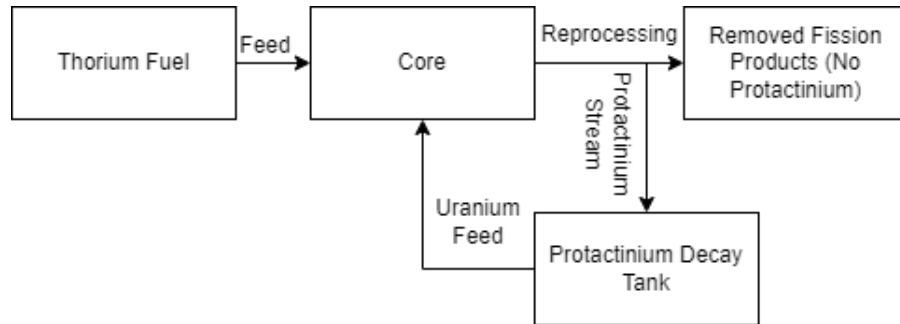 Thorium Fuel
Feed
Core
Reprocessing
Removed Fission
Products (No
Protactinium)
Protactinium
Stream
Uranium
Feed
Protactinium Decay
Tank